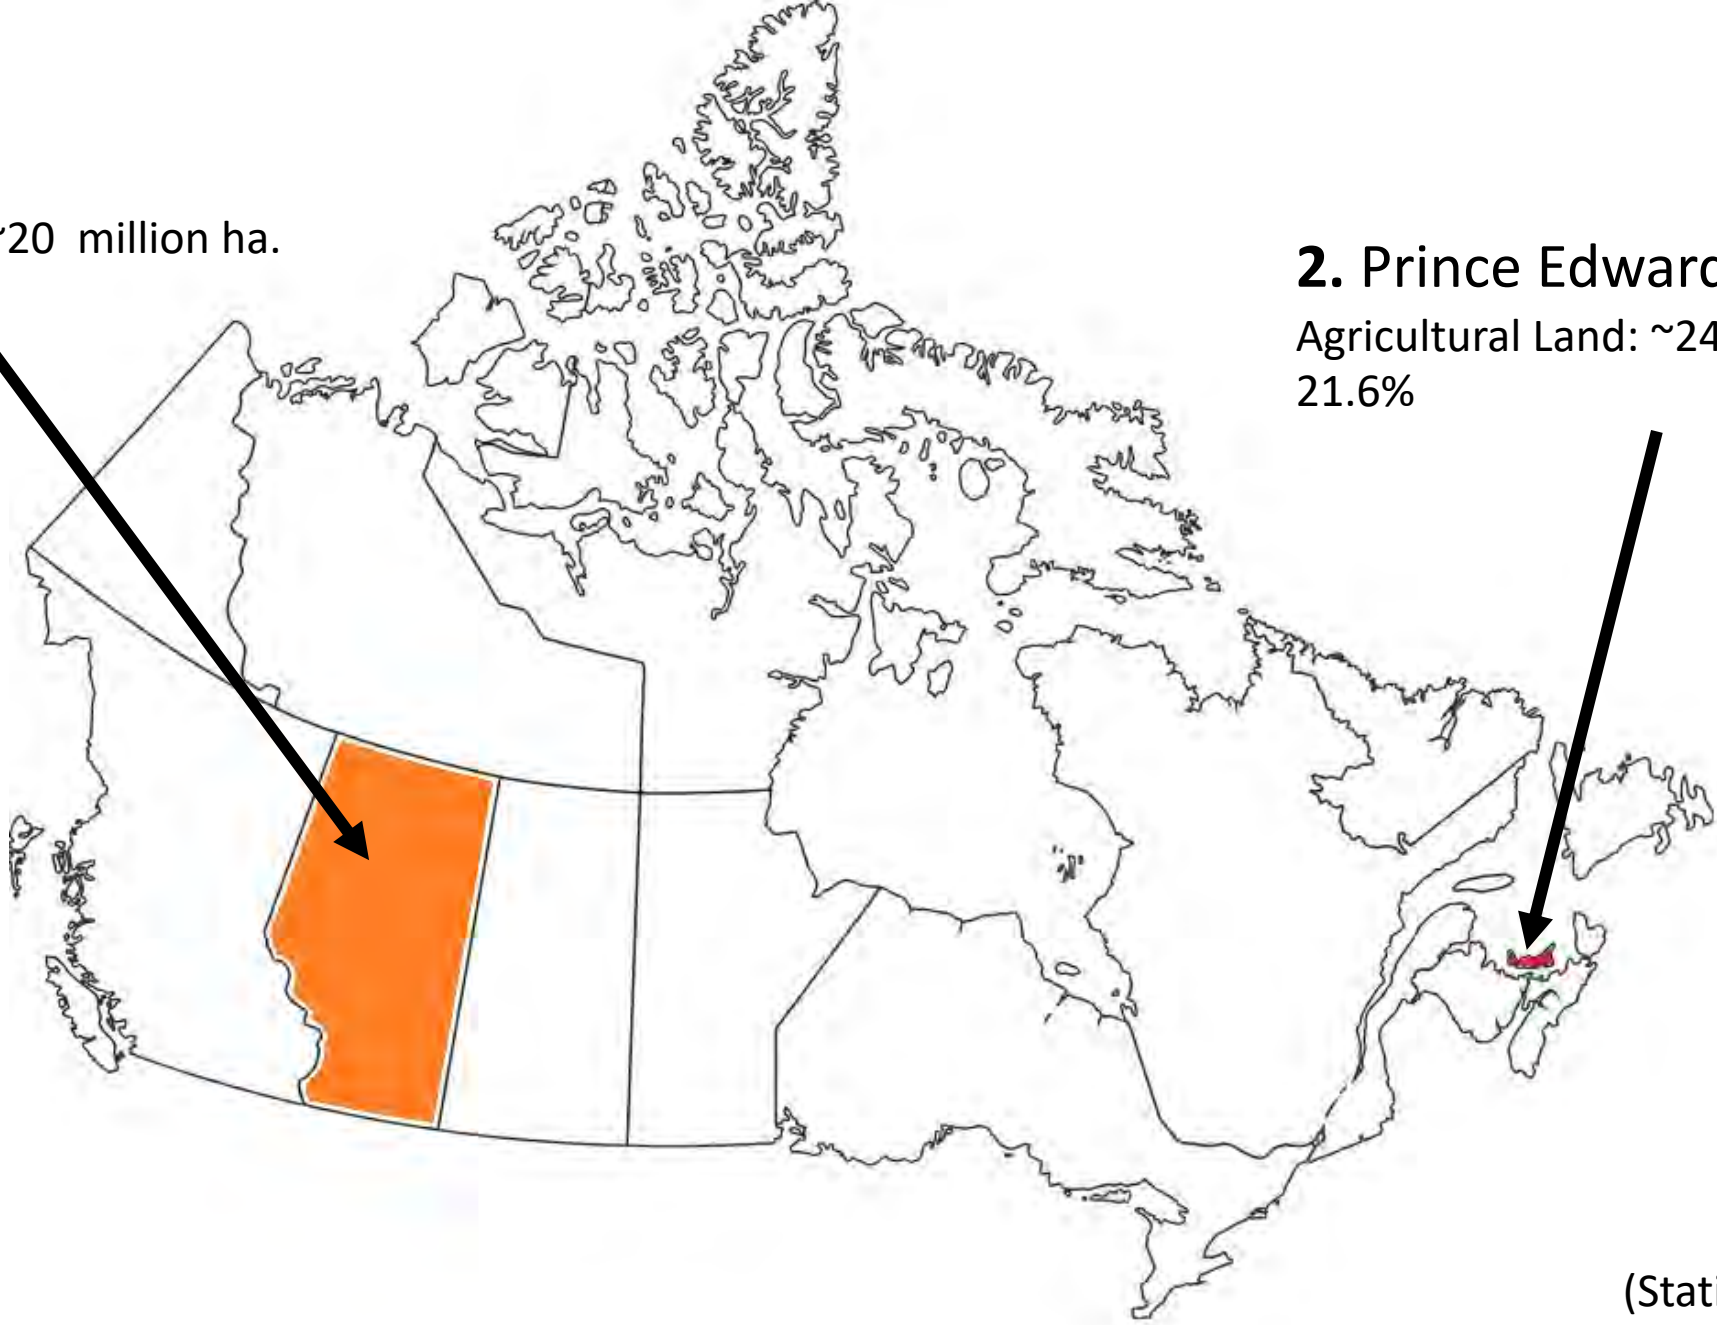 ~20 million ha.
2. Prince Edward
Agricultural Land: ~24
21.6%
(Stati